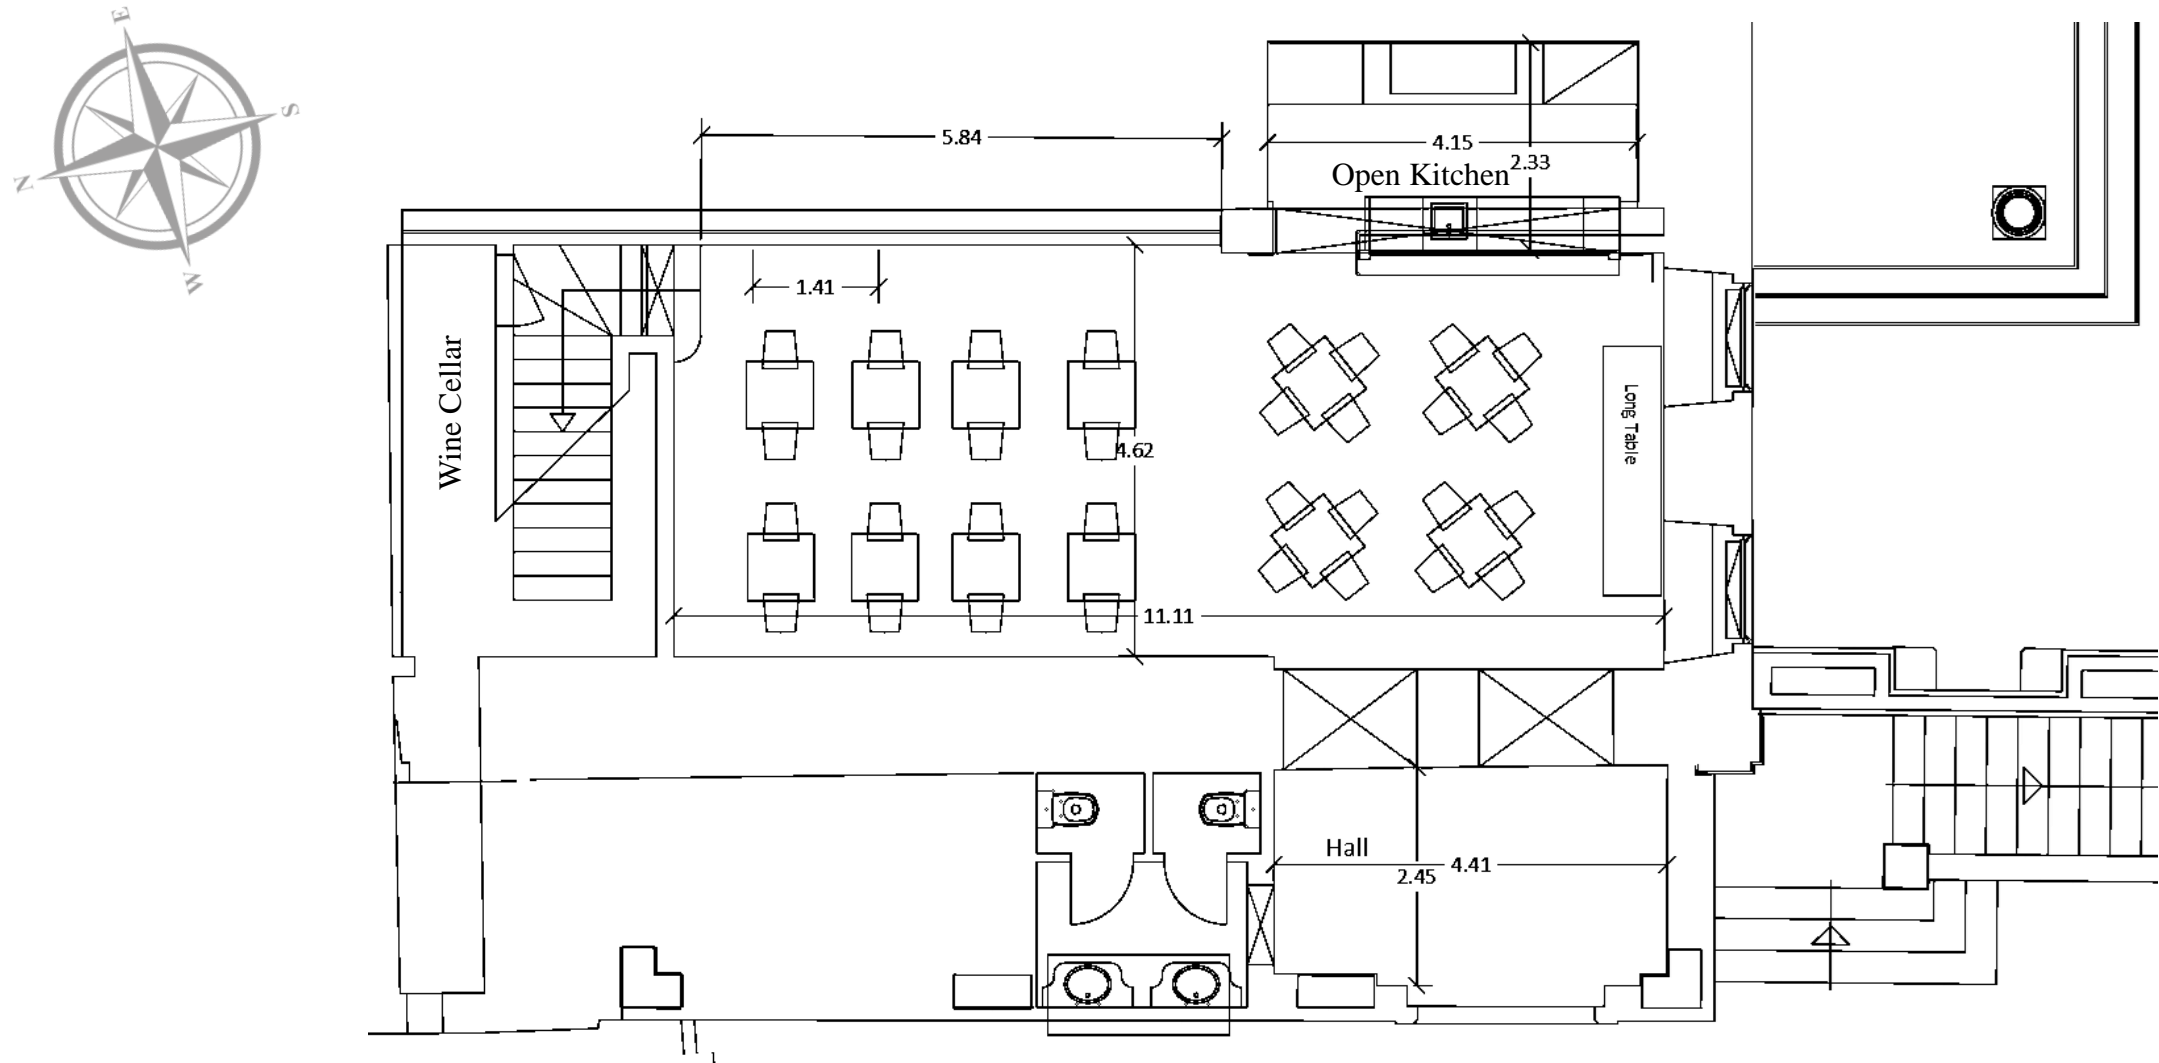 E
S
N
W
5.84
4.15
2.33
Open Kitchen
1.41
Wine Cellar
4.62
Long Table
11.11
Hall
4.41
2.45